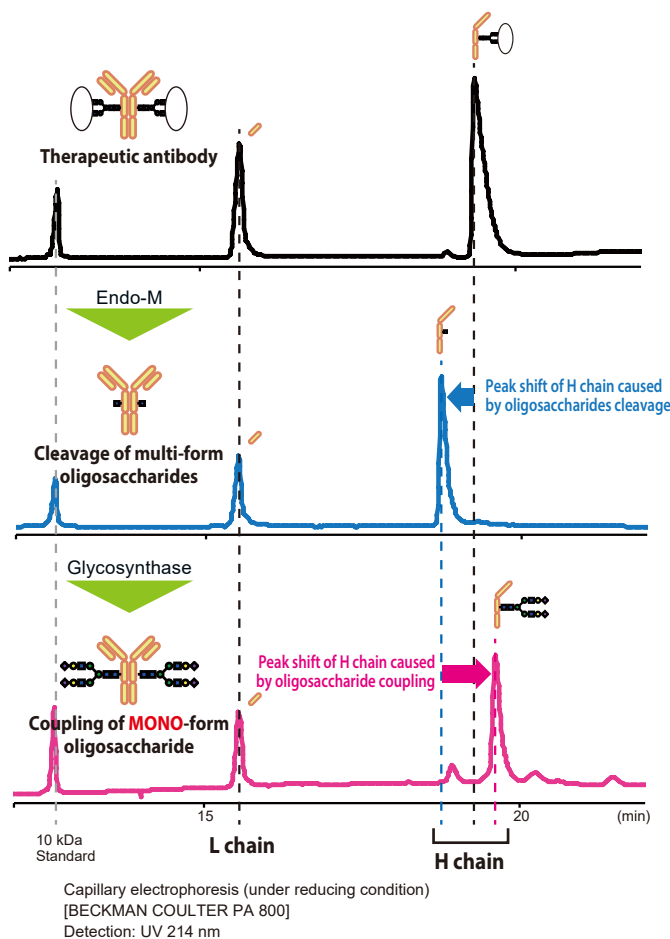 Therapeutic antibody
Endo-M
Peak shift of H chain caused
by oligosaccharides cleavage
Cleavage of multi-form
oligosaccharides
Glycosynthase
Peak shift of H chain caused
by oligosaccharide coupling
Coupling of MONO-form
oligosaccharide
15
20
(min)
10 kDa
Standard
L chain
H chain
Capillary electrophoresis (under reducing condition)
[BECKMAN COULTER PA 800]
Detection: UV 214 nm